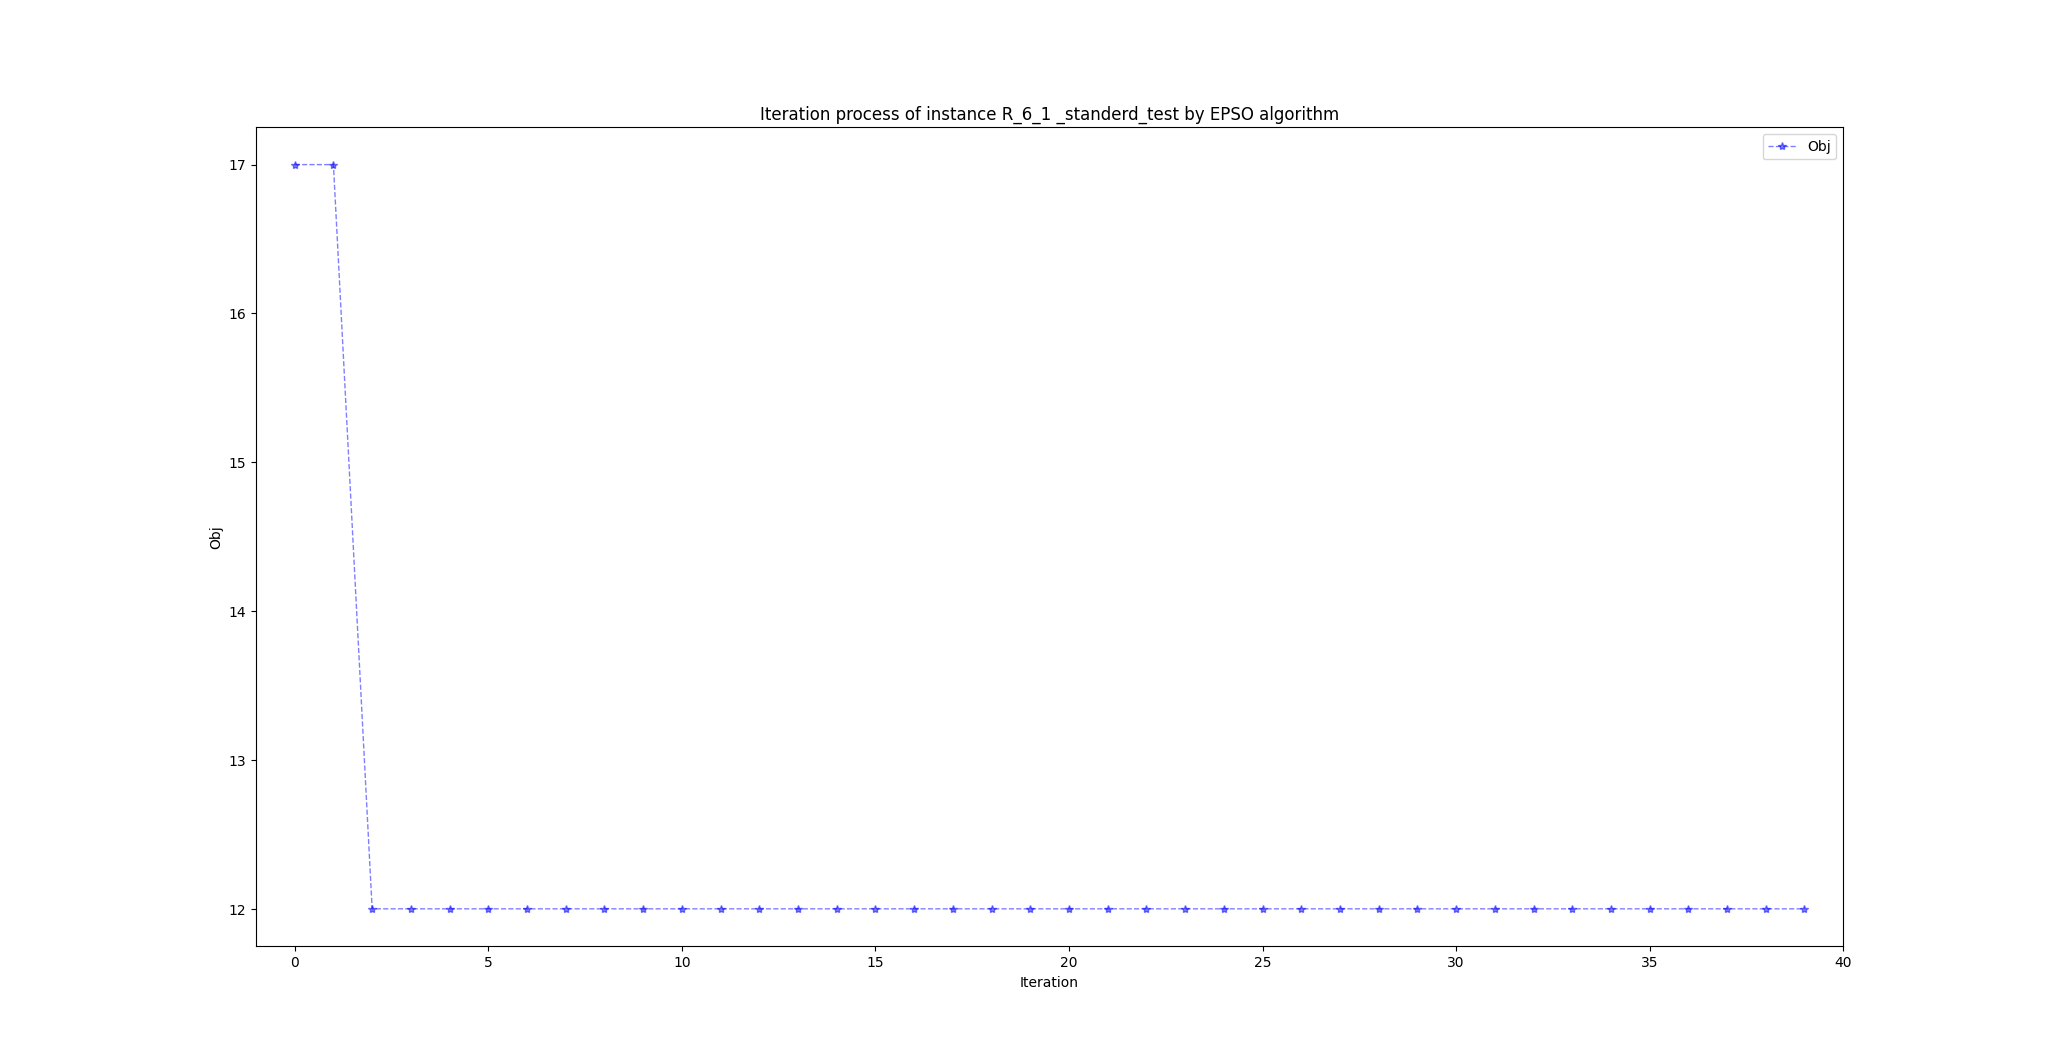 Iteration process of instance R_6_1 _standerd_test by EPSO algorithm
Obj
17
16
15
14
13
12
Obj
0 5 10 15 20 25 30 35 40
Iteration